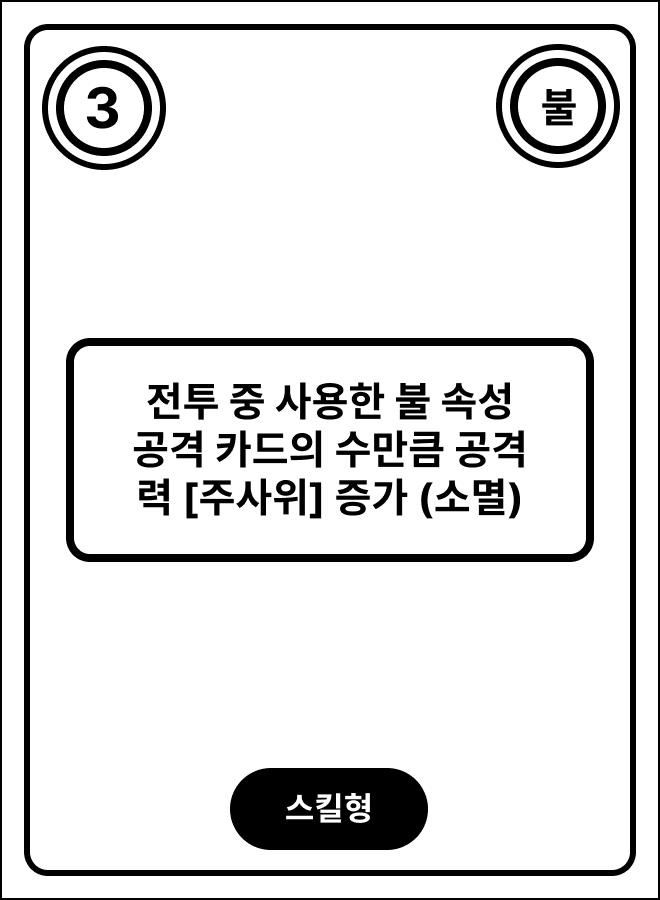 3
불
전투 중 사용한 불 속성
공격 카드의 수만큼 공격
력 [주사위] 증가 (소멸)
스킬형